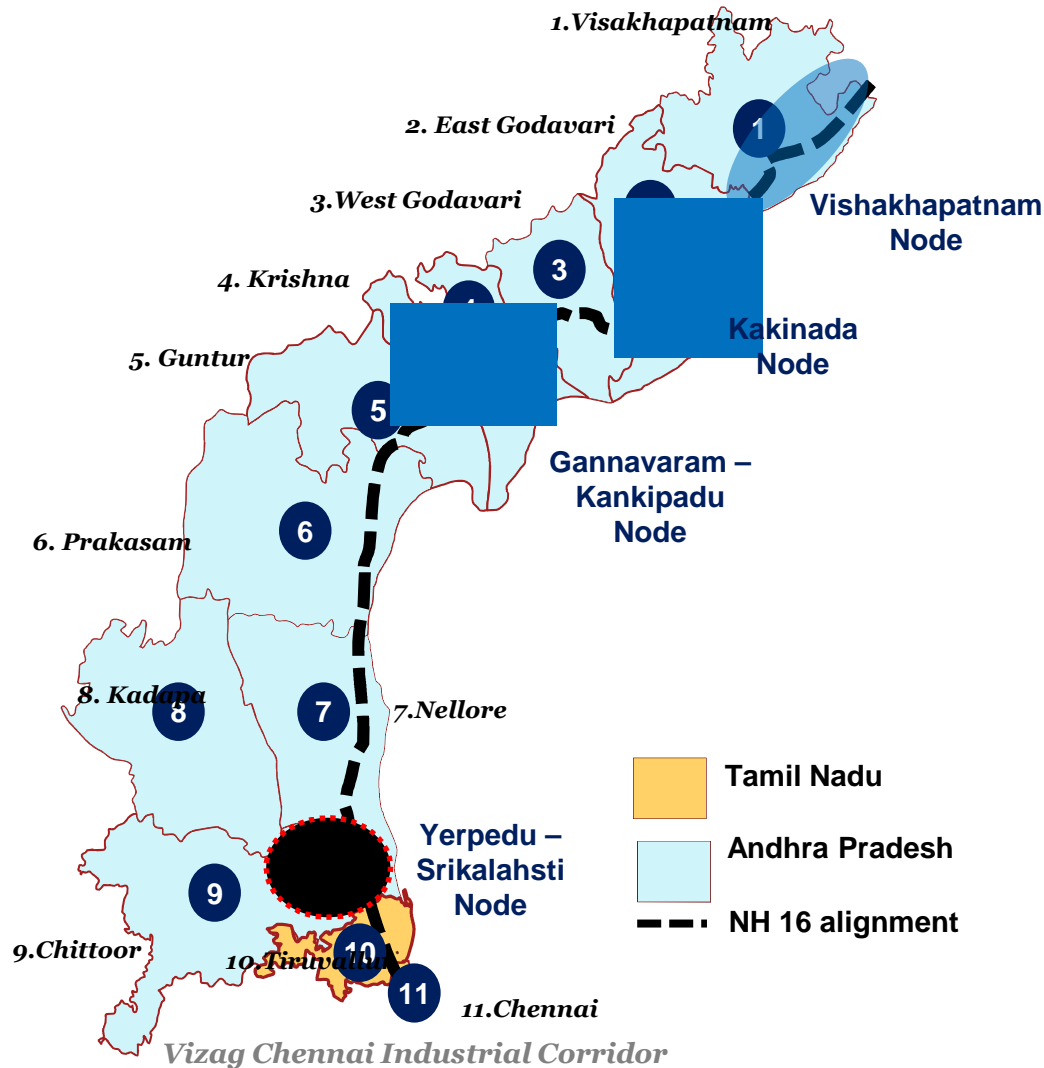 1.Visakhapatnam
1
2. East Godavari
3.West Godavari
Vishakhapatnam
Node
3
4. Krishna
Kakinada
Node
5. Guntur
5
Gannavaram –
Kankipadu
Node
6
6. Prakasam
8. Kadapa
8
7
7.Nellore
Tamil Nadu
Yerpedu –
Srikalahsti
Node
Andhra Pradesh
9
NH 16 alignment
9.Chittoor
10
10.Tiruvallur
11
11.Chennai
Vizag Chennai Industrial Corridor